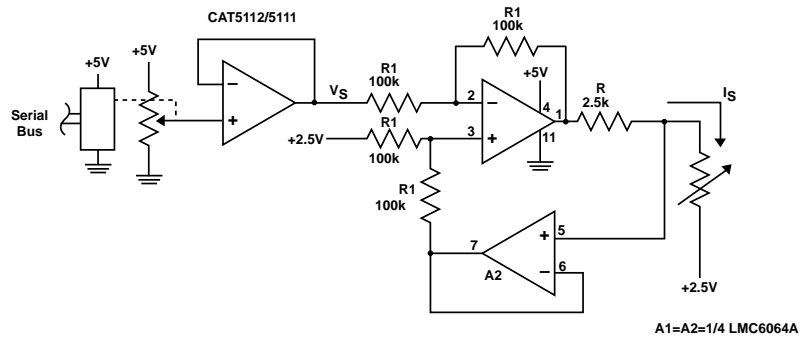 CAT5112/5111
+5V
+5V
Serial
Bus
−
+
VS
R1
100k
R1
100k
+5V
2
−
4
1
R
2.5k
IS
+2.5V
R1
100k
3
+
11
R1
100k
7
+
5
−
6
A2
+2.5V
A1=A2=1/4 LMC6064A